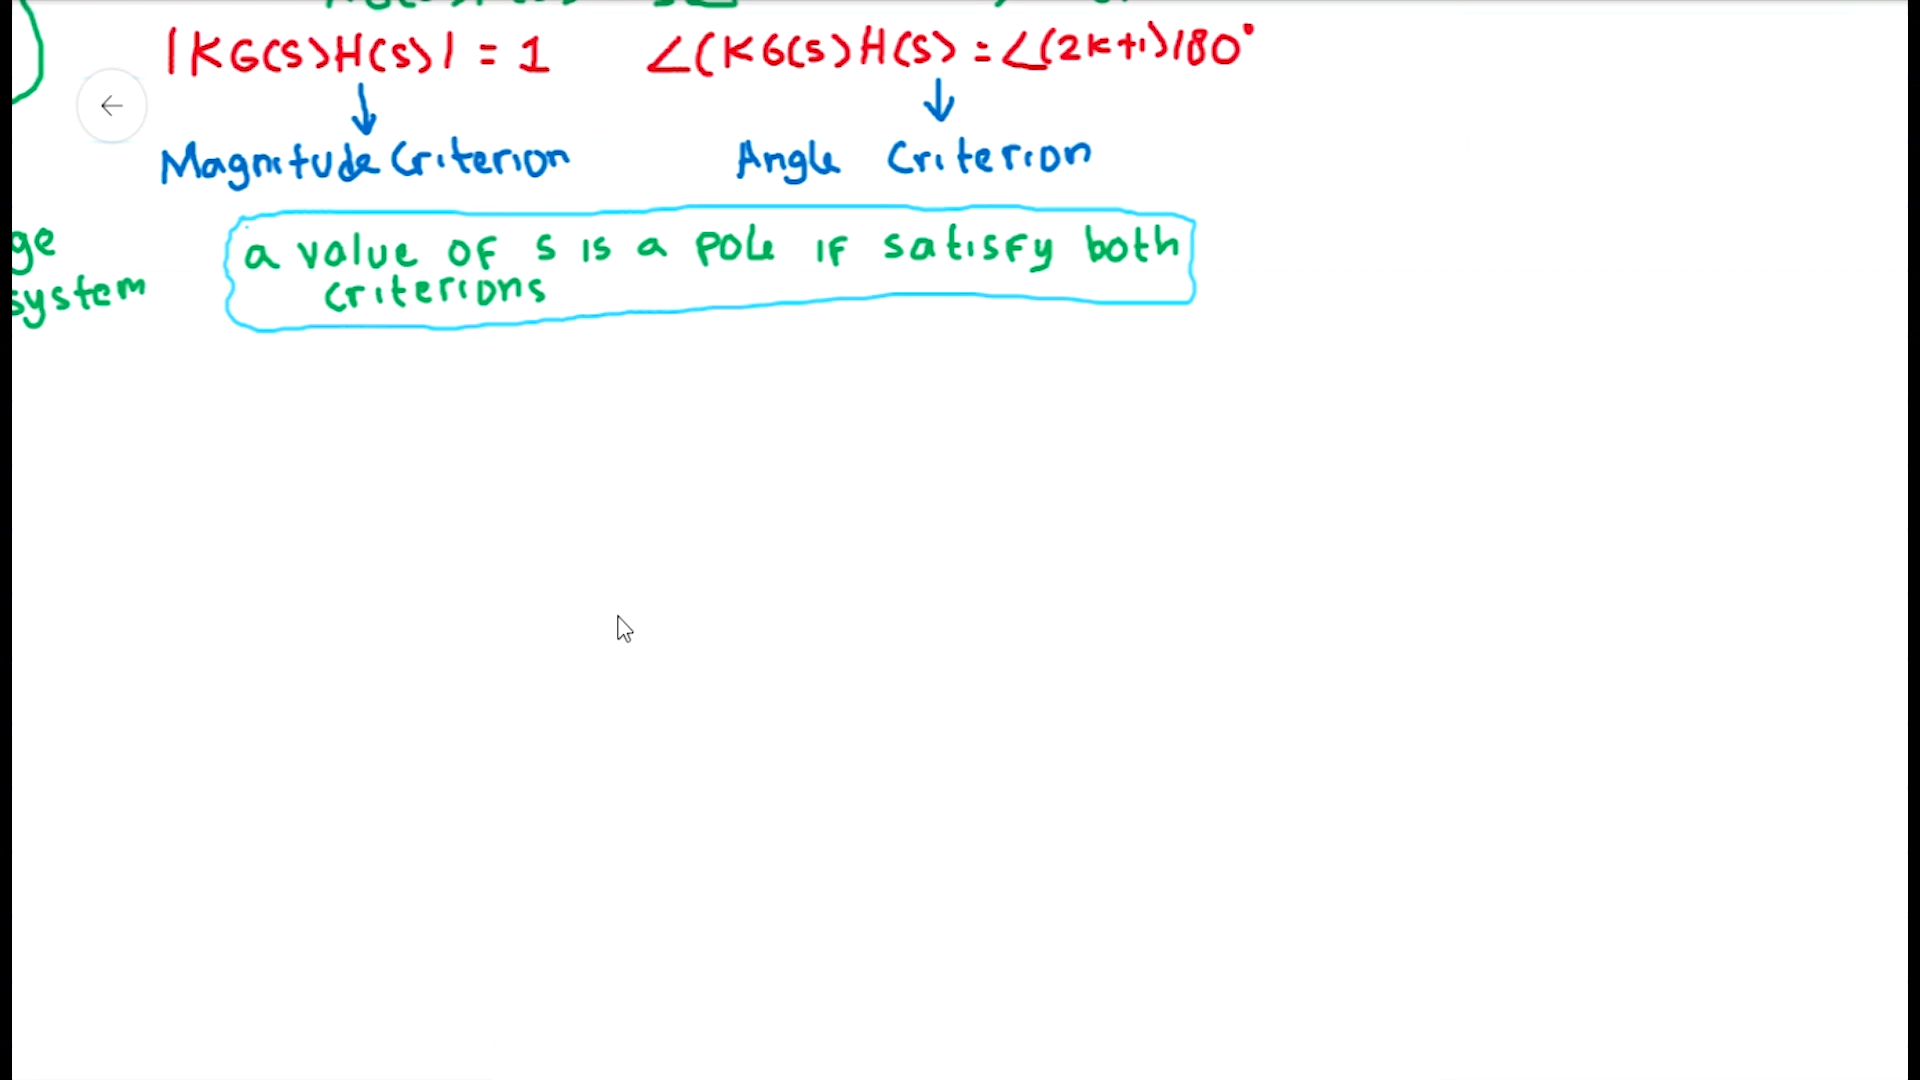 |KG(s)H(s)| = 1 ∠(KG(s)H(s) = ∠(2k+1)180°
Magnitude Criterion Angle Criterion
ge
system
a value of s is a pole if satisfy both
criterions